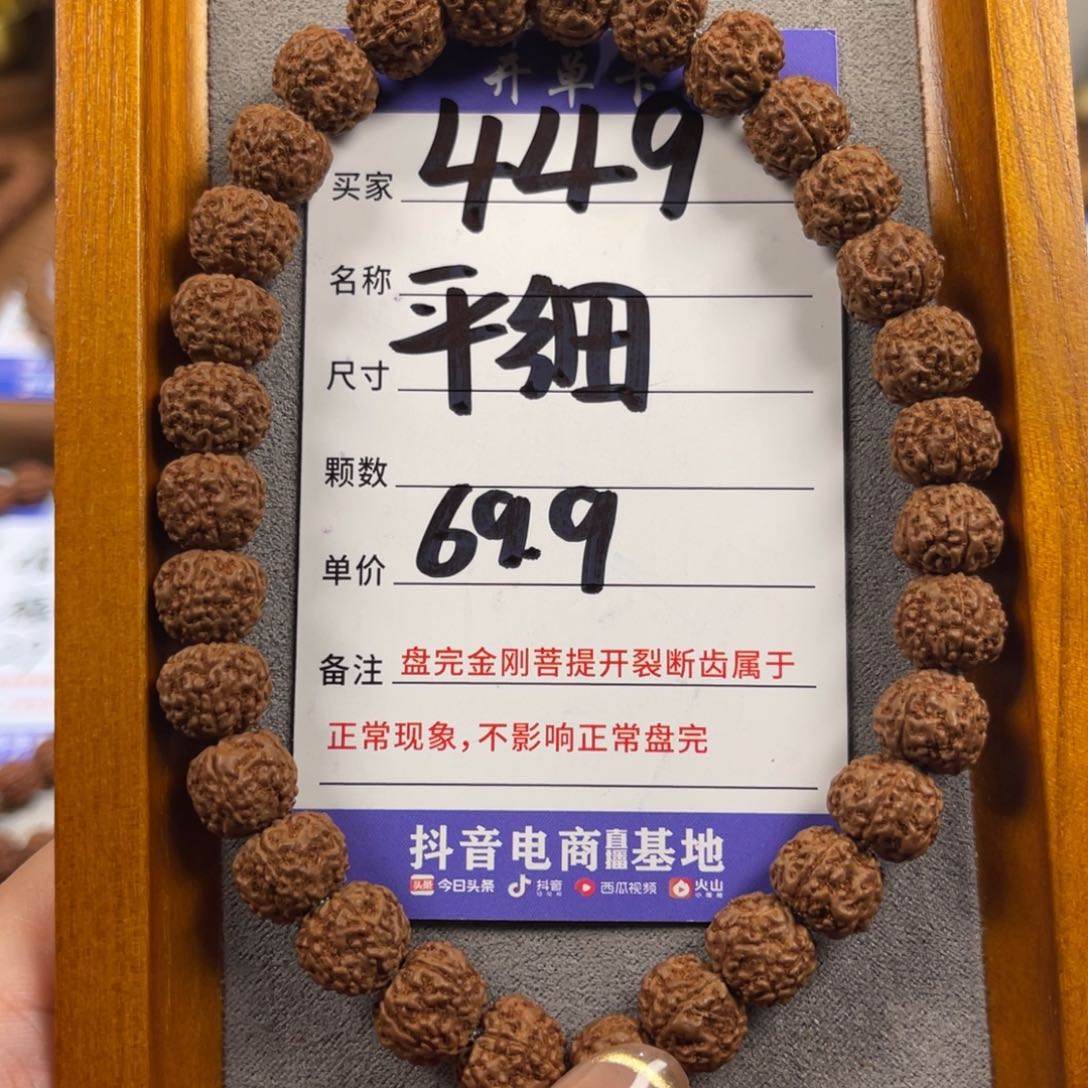 开单卡
买家 449
名称 平细
尺寸
颗数
单价 69.9
备注 盘完金刚菩提开裂断齿属于
正常现象,不影响正常盘完
抖音电商直播基地
头条 今日头条 抖音 西瓜视频 火山